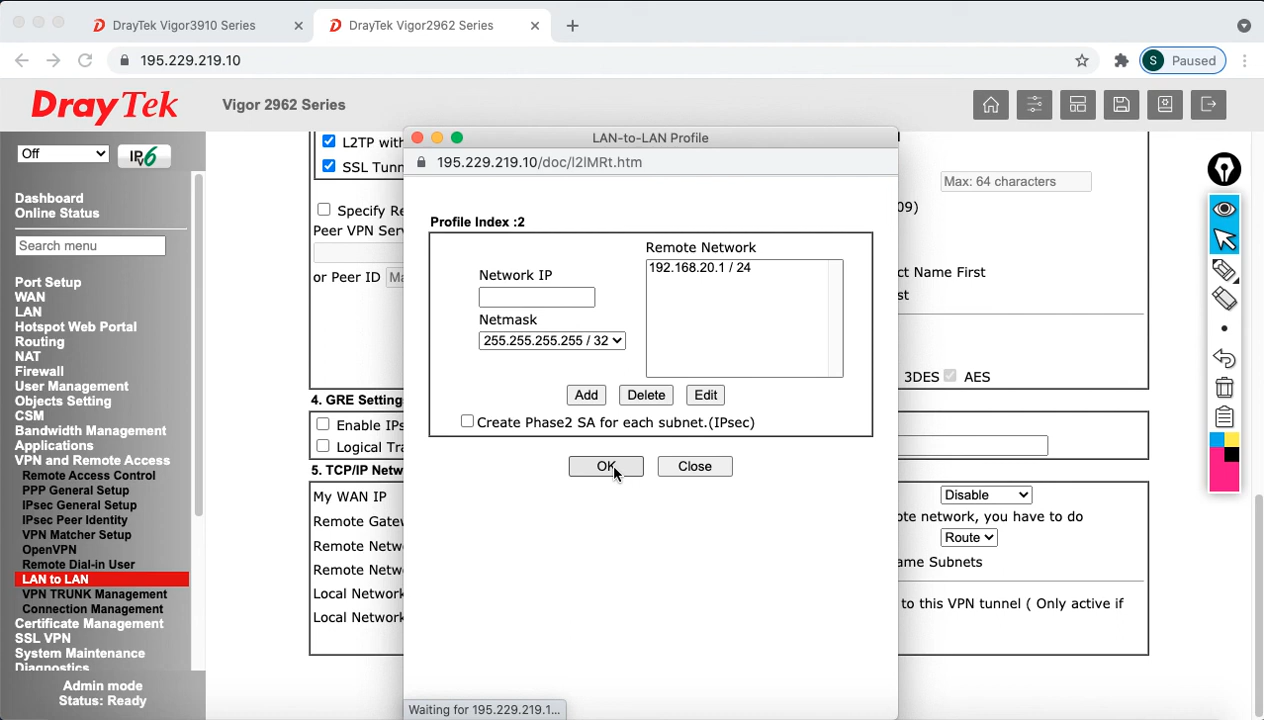 DrayTek Vigor3910 Series
DrayTek Vigor2962 Series
195.229.219.10
S Paused
DrayTek
Vigor 2962 Series
Off
IPv6
Dashboard
Online Status
Search menu
Port Setup
WAN
LAN
Hotspot Web Portal
Routing
NAT
Firewall
User Management
Objects Setting
CSM
Bandwidth Management
Applications
VPN and Remote Access
Remote Access Control
PPP General Setup
IPsec General Setup
IPsec Peer Identity
VPN Matcher Setup
OpenVPN
Remote Dial-in User
LAN to LAN
VPN TRUNK Management
Connection Management
Certificate Management
SSL VPN
System Maintenance
Diagnostics
Admin mode
Status: Ready
L2TP with
SSL Tunn
Specify Re
Peer VPN Serv
or Peer ID Ma
4. GRE Setting
Enable IPs
Logical Tra
5. TCP/IP Netw
My WAN IP
Remote Gatew
Remote Netw
Remote Netw
Local Network
Local Network
LAN-to-LAN Profile
195.229.219.10/doc/l2lMRt.htm
Profile Index :2
Remote Network
192.168.20.1 / 24
Network IP
Netmask
255.255.255.255 / 32
Add
Delete
Edit
Create Phase2 SA for each subnet.(IPsec)
OK
Close
Waiting for 195.229.219.1...
Max: 64 characters
09)
ct Name First
st
3DES AES
Disable
ote network, you have to do
Route
ame Subnets
to this VPN tunnel ( Only active if